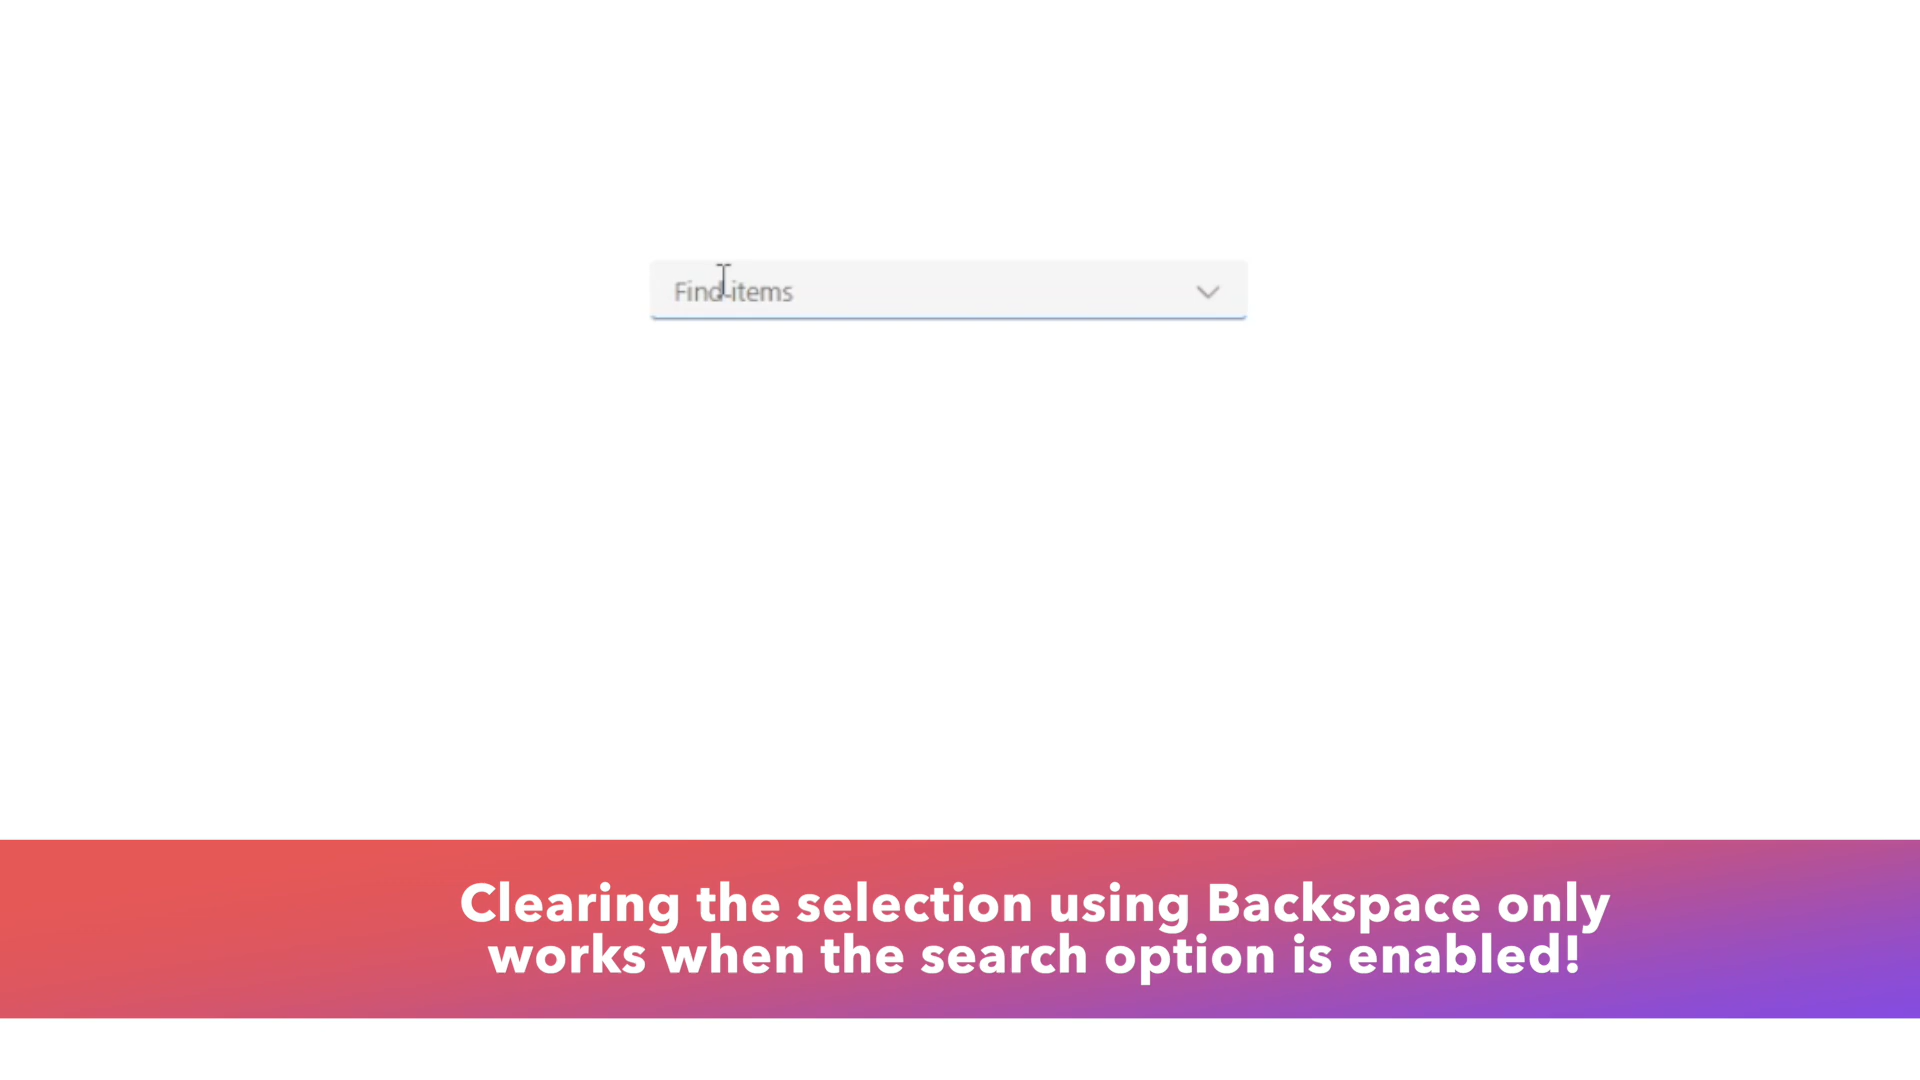 Find items
Clearing the selection using Backspace only
works when the search option is enabled!